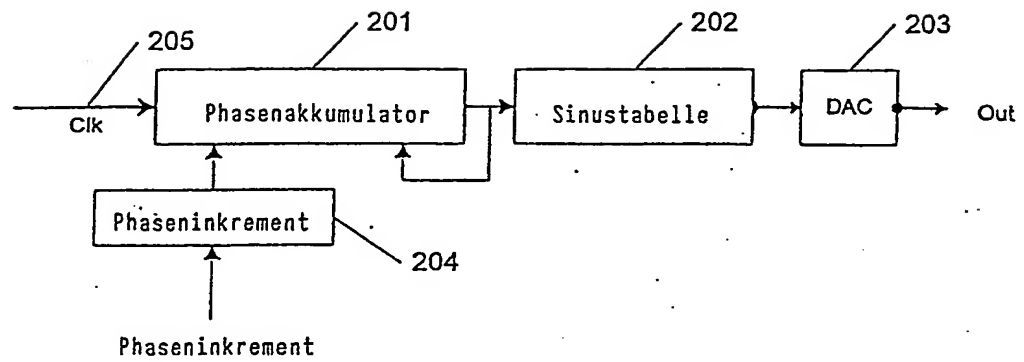 205
201
202
203
Clk
Phasenakkumulator
Sinustabelle
DAC
Out
Phaseninkrement
204
Phaseninkrement